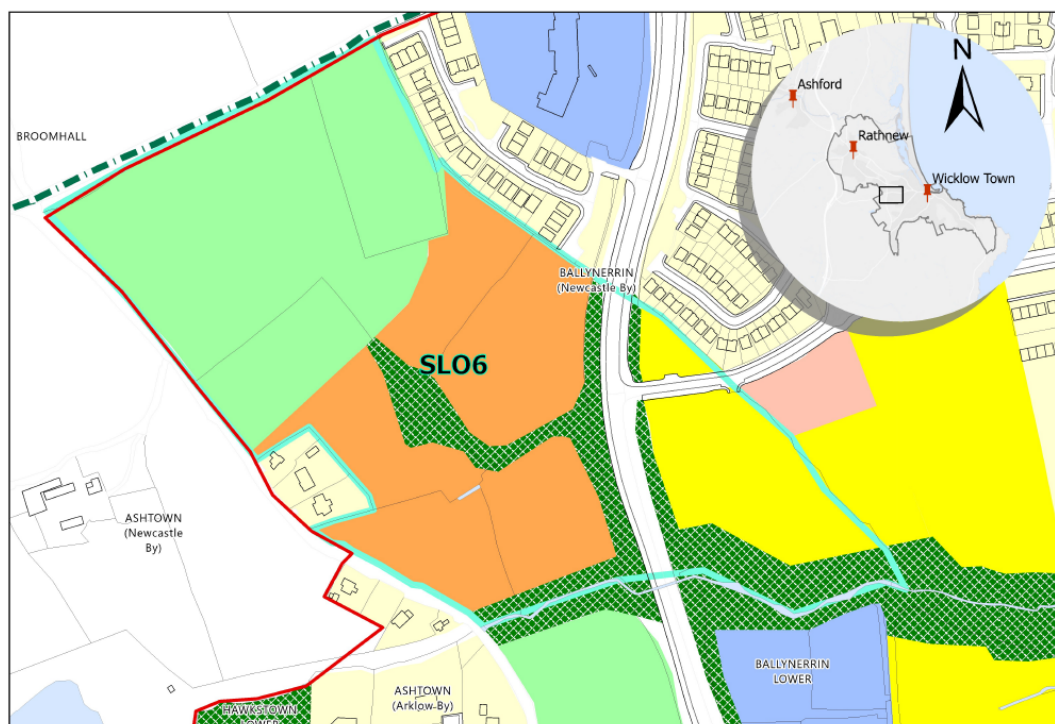 BROOMHALL
N
Ashford
Rathnew
Wicklow Town
BALLYNERRIN
(Newcastle By)
SLO6
ASHTOWN
(Newcastle
By)
BALLYNERRIN
LOWER
ASHTOWN
(Arklow By)
HAWKSTOWN
LOWER